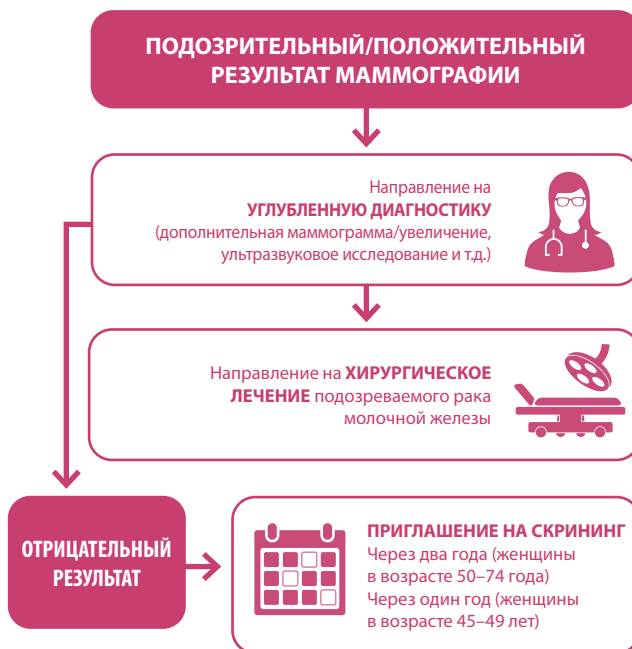 ПОДОЗРИТЕЛЬНЫЙ/ПОЛОЖИТЕЛЬНЫЙ
РЕЗУЛЬТАТ МАММОГРАФИИ
Направление на
УГЛУБЛЕННУЮ ДИАГНОСТИКУ
(дополнительная маммограмма/увеличение,
ультразвуковое исследование и т.д.)
Направление на ХИРУРГИЧЕСКОЕ
ЛЕЧЕНИЕ подозреваемого рака
молочной железы
ОТРИЦАТЕЛЬНЫЙ
РЕЗУЛЬТАТ
ПРИГЛАШЕНИЕ НА СКРИНИНГ
Через два года (женщины
в возрасте 50–74 года)
Через один год (женщины
в возрасте 45–49 лет)